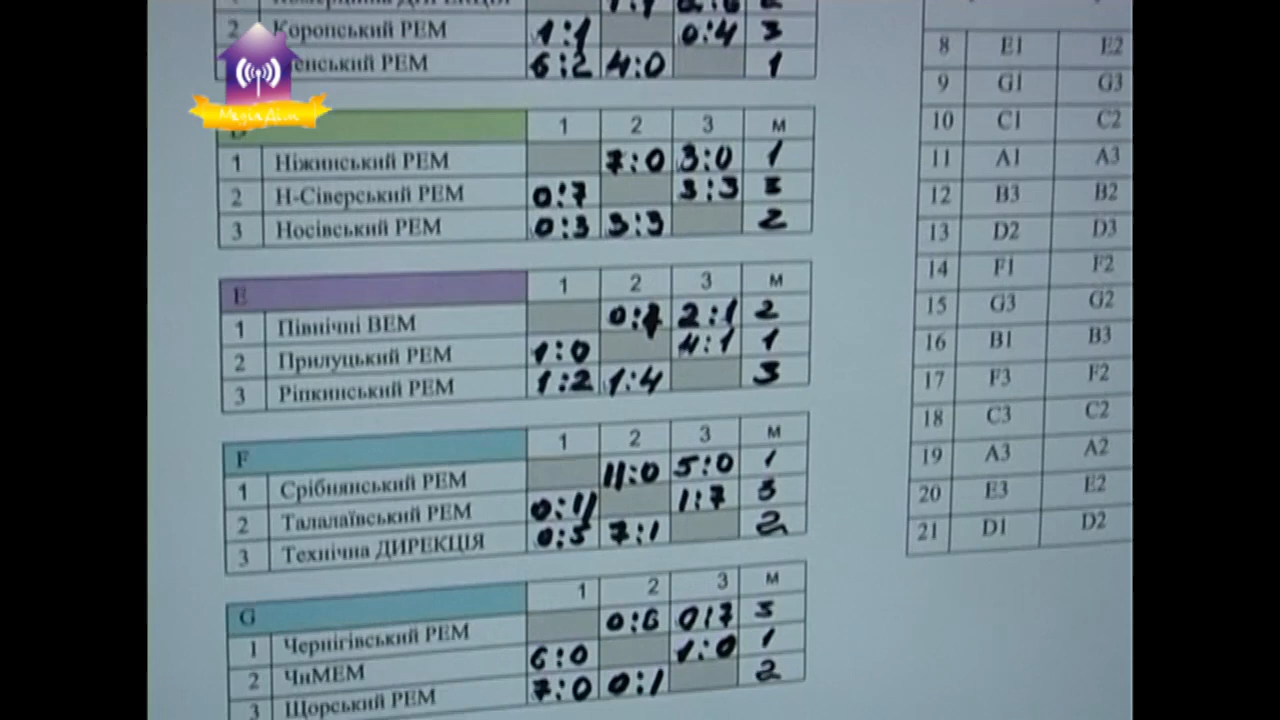 ДИРЕКЦІЯ
2 Коропський РЕМ 1:1 0:4 3
енський РЕМ 6:2 4:0 1
МедіаДом
1 2 3 М
1 Ніжинський РЕМ 7:0 3:0 1
2 Н-Сіверський РЕМ 0:7 3:3 3
3 Носівський РЕМ 0:3 3:3 2
E 1 2 3 М
1 Північні ВЕМ 0:1 2:1 2
2 Прилуцький РЕМ 1:0 4:1 1
3 Ріпкинський РЕМ 1:2 1:4 3
F 1 2 3 М
1 Срібнянський РЕМ 11:0 5:0 1
2 Талалаївський РЕМ 0:11 1:7 3
3 Технічна ДИРЕКЦІЯ 0:5 7:1 2
G 1 2 3 М
1 Чернігівський РЕМ 0:6 0:7 3
2 ЧиМЕМ 6:0 1:0 1
3 Щорський РЕМ 7:0 0:1 2
8 E1 E2
9 G1 G3
10 C1 C2
11 A1 A3
12 B3 B2
13 D2 D3
14 F1 F2
15 G3 G2
16 B1 B3
17 F3 F2
18 C3 C2
19 A3 A2
20 E3 E2
21 D1 D2